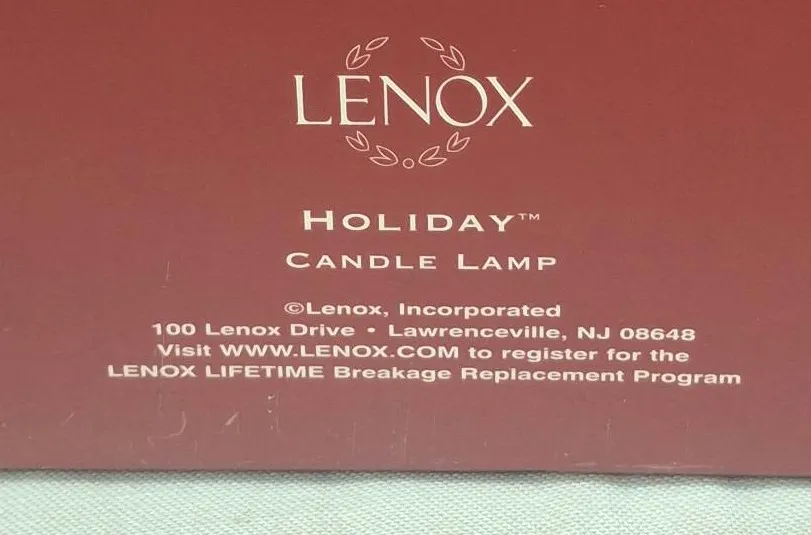 LENOX
HOLIDAY™
CANDLE LAMP
©Lenox, Incorporated
100 Lenox Drive • Lawrenceville, NJ 08648
Visit WWW.LENOX.COM to register for the
LENOX LIFETIME Breakage Replacement Program